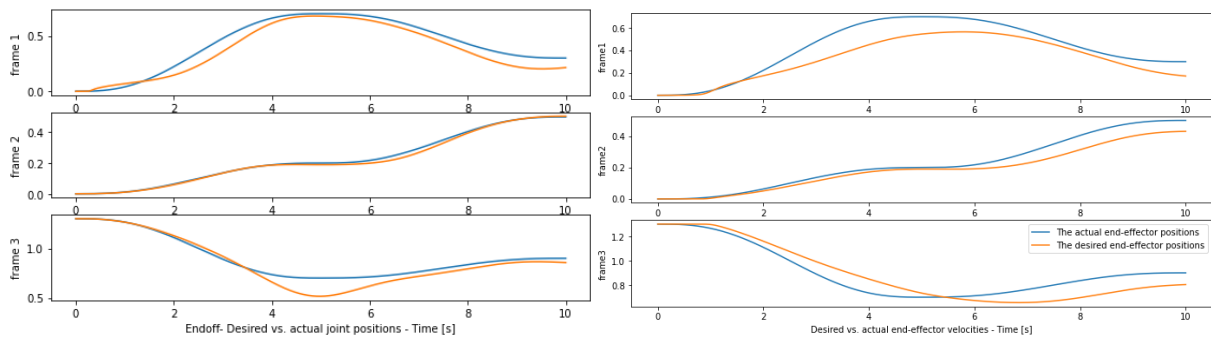 frame 1
0.5
0.0
0 2 4 6 8 10
frame 2
0.4
0.2
0.0
0 2 4 6 8 10
frame 3
1.0
0.5
0 2 4 6 8 10
Endoff- Desired vs. actual joint positions - Time [s]
frame1
0.6
0.4
0.2
0.0
0 2 4 6 8 10
frame2
0.4
0.2
0.0
0 2 4 6 8 10
frame3
1.2
1.0
0.8
The actual end-effector positions
The desired end-effector positions
0 2 4 6 8 10
Desired vs. actual end-effector velocities - Time [s]